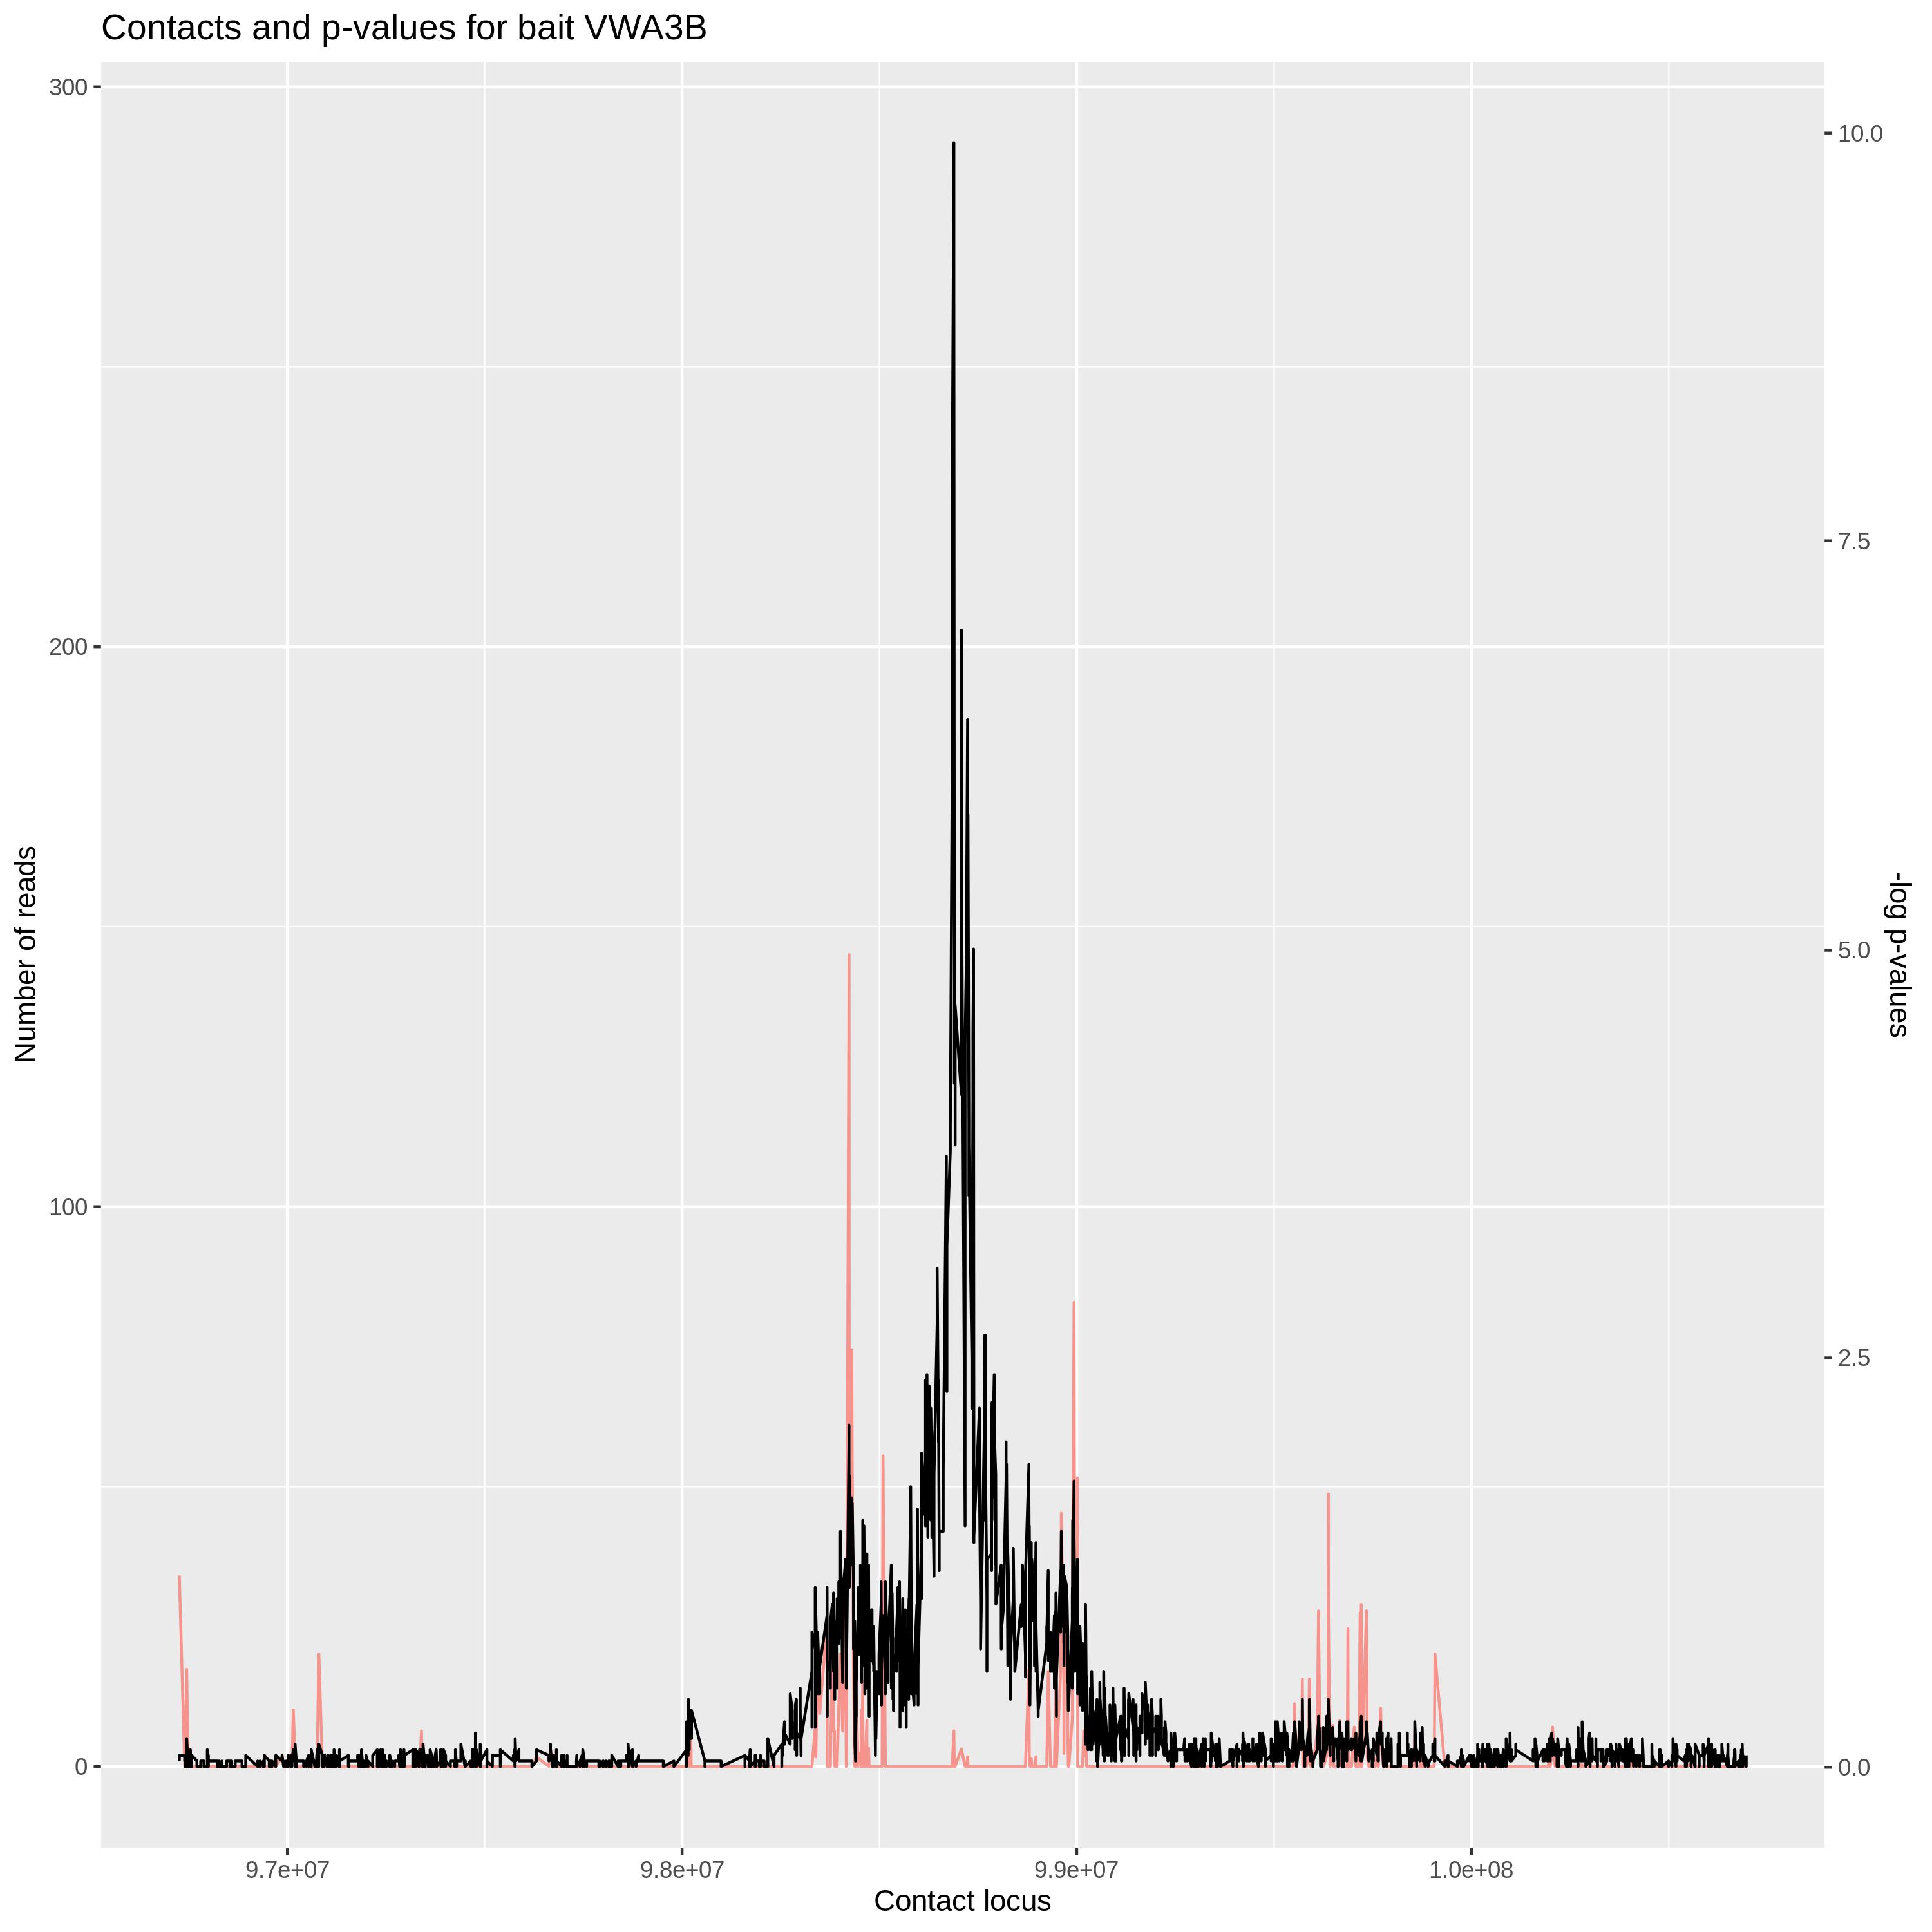 Contacts and p-values for bait VWA3B
300
200
100
0
Number of reads
10.0
7.5
5.0
2.5
0.0
-log p-values
9.7e+07
9.8e+07
9.9e+07
1.0e+08
Contact locus